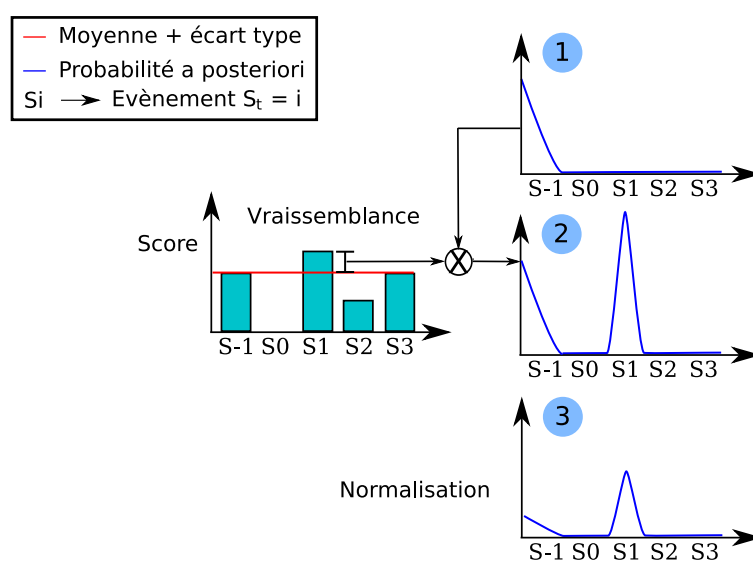 Moyenne + écart type
Probabilité a posteriori
Si Evènement S_t = i
1
S-1 S0 S1 S2 S3
Vraissemblance
Score
X
2
S-1 S0 S1 S2 S3
S-1 S0 S1 S2 S3
3
Normalisation
S-1 S0 S1 S2 S3